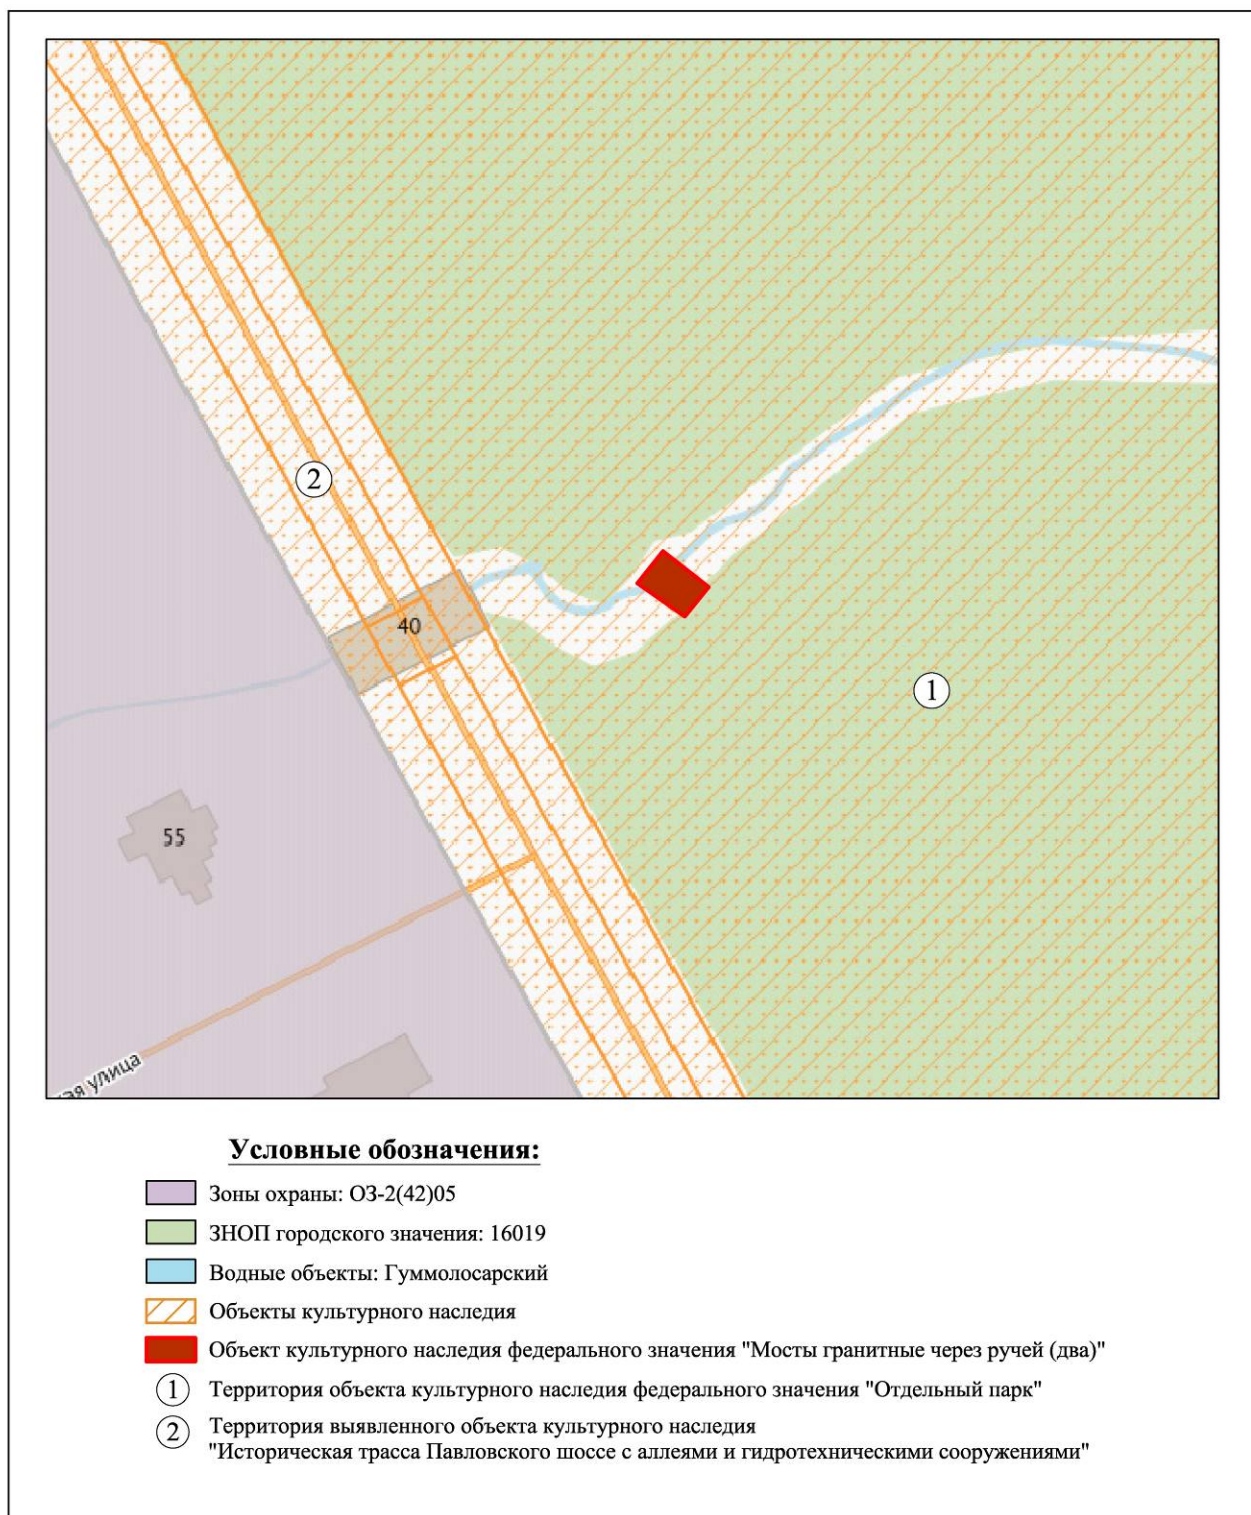 2
40
1
55
ая улица
Условные обозначения:
Зоны охраны: ОЗ-2(42)05
ЗНОП городского значения: 16019
Водные объекты: Гуммолосарский
Объекты культурного наследия
Объект культурного наследия федерального значения "Мосты гранитные через ручей (два)"
1 Территория объекта культурного наследия федерального значения "Отдельный парк"
2 Территория выявленного объекта культурного наследия
"Историческая трасса Павловского шоссе с аллеями и гидротехническими сооружениями"